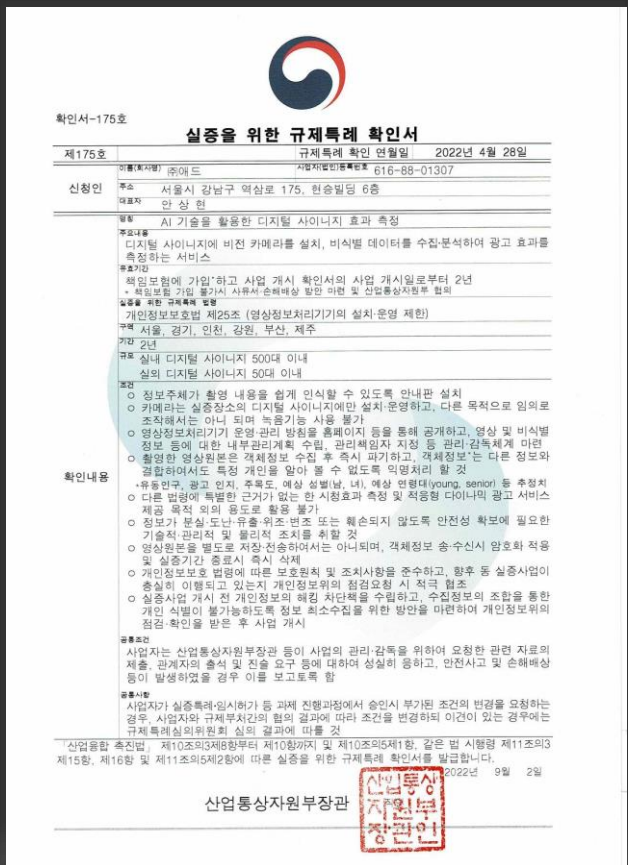 확인서-175호
실증을 위한 규제특례 확인서
제175호 규제특례 확인 연월일 2022년 4월 28일
신청인
이름(회사명) ㈜애드 사업자(법인)등록번호 616-88-01307
주소 서울시 강남구 역삼로 175, 현승빌딩 6층
대표자 안상현
확인내용
명칭 AI 기술을 활용한 디지털 사이니지 효과 측정
주요내용
디지털 사이니지에 비전 카메라를 설치, 비식별 데이터를 수집·분석하여 광고 효과를
측정하는 서비스
유효기간
책임보험에 가입*하고 사업 개시 확인서의 사업 개시일로부터 2년
* 책임보험 가입 불가시 사유서·손해배상 방안 마련 및 산업통상자원부 협의
실증을 위한 규제특례 법령
개인정보보호법 제25조 (영상정보처리기기의 설치·운영 제한)
구역 서울, 경기, 인천, 강원, 부산, 제주
기간 2년
규모 실내 디지털 사이니지 500대 이내
실외 디지털 사이니지 50대 이내
조건
○ 정보주체가 촬영 내용을 쉽게 인식할 수 있도록 안내판 설치
○ 카메라는 실증장소의 디지털 사이니지에만 설치·운영하고, 다른 목적으로 임의로
조작해서는 아니 되며 녹음기능 사용 불가
○ 영상정보처리기기 운영·관리 방침을 홈페이지 등을 통해 공개하고, 영상 및 비식별
정보 등에 대한 내부관리계획 수립, 관리책임자 지정 등 관리·감독체계 마련
○ 촬영한 영상원본은 객체정보 수집 후 즉시 파기하고, 객체정보*는 다른 정보와
결합하여서도 특정 개인을 알아 볼 수 없도록 익명처리 할 것
*유동인구, 광고 인지, 주목도, 예상 성별(남, 녀), 예상 연령대(young, senior) 등 추정치
○ 다른 법령에 특별한 근거가 없는 한 시청효과 측정 및 적응형 다이나믹 광고 서비스
제공 목적 외의 용도로 활용 불가
○ 정보가 분실·도난·유출·위조·변조 또는 훼손되지 않도록 안전성 확보에 필요한
기술적·관리적 및 물리적 조치를 취할 것
○ 영상원본을 별도로 저장·전송하여서는 아니되며, 객체정보 송·수신시 암호화 적용
및 실증기간 종료시 즉시 삭제
○ 개인정보보호 법령에 따른 보호원칙 및 조치사항을 준수하고, 향후 동 실증사업이
충실히 이행되고 있는지 개인정보위의 점검요청 시 적극 협조
○ 실증사업 개시 전 개인정보의 해킹 차단책을 수립하고, 수집정보의 조합을 통한
개인 식별이 불가능하도록 정보 최소수집을 위한 방안을 마련하여 개인정보위의
점검·확인을 받은 후 사업 개시
공통조건
사업자는 산업통상자원부장관 등이 사업의 관리·감독을 위하여 요청한 관련 자료의
제출, 관계자의 출석 및 진술 요구 등에 대하여 성실히 응하고, 안전사고 및 손해배상
등이 발생하였을 경우 이를 보고토록 함
공통사항
사업자가 실증특례·임시허가 등 과제 진행과정에서 승인시 부가된 조건의 변경을 요청하는
경우, 사업자와 규제부처간의 협의 결과에 따라 조건을 변경하되 이견이 있는 경우에는
규제특례심의위원회 심의 결과에 따를 것
「산업융합 촉진법」 제10조의3제8항부터 제10항까지 및 제10조의5제1항, 같은 법 시행령 제11조의3
제15항, 제16항 및 제11조의5제2항에 따른 실증을 위한 규제특례 확인서를 발급합니다.
2022년 9월 2일
산업통상자원부장관
산업통상
자원부
장관인